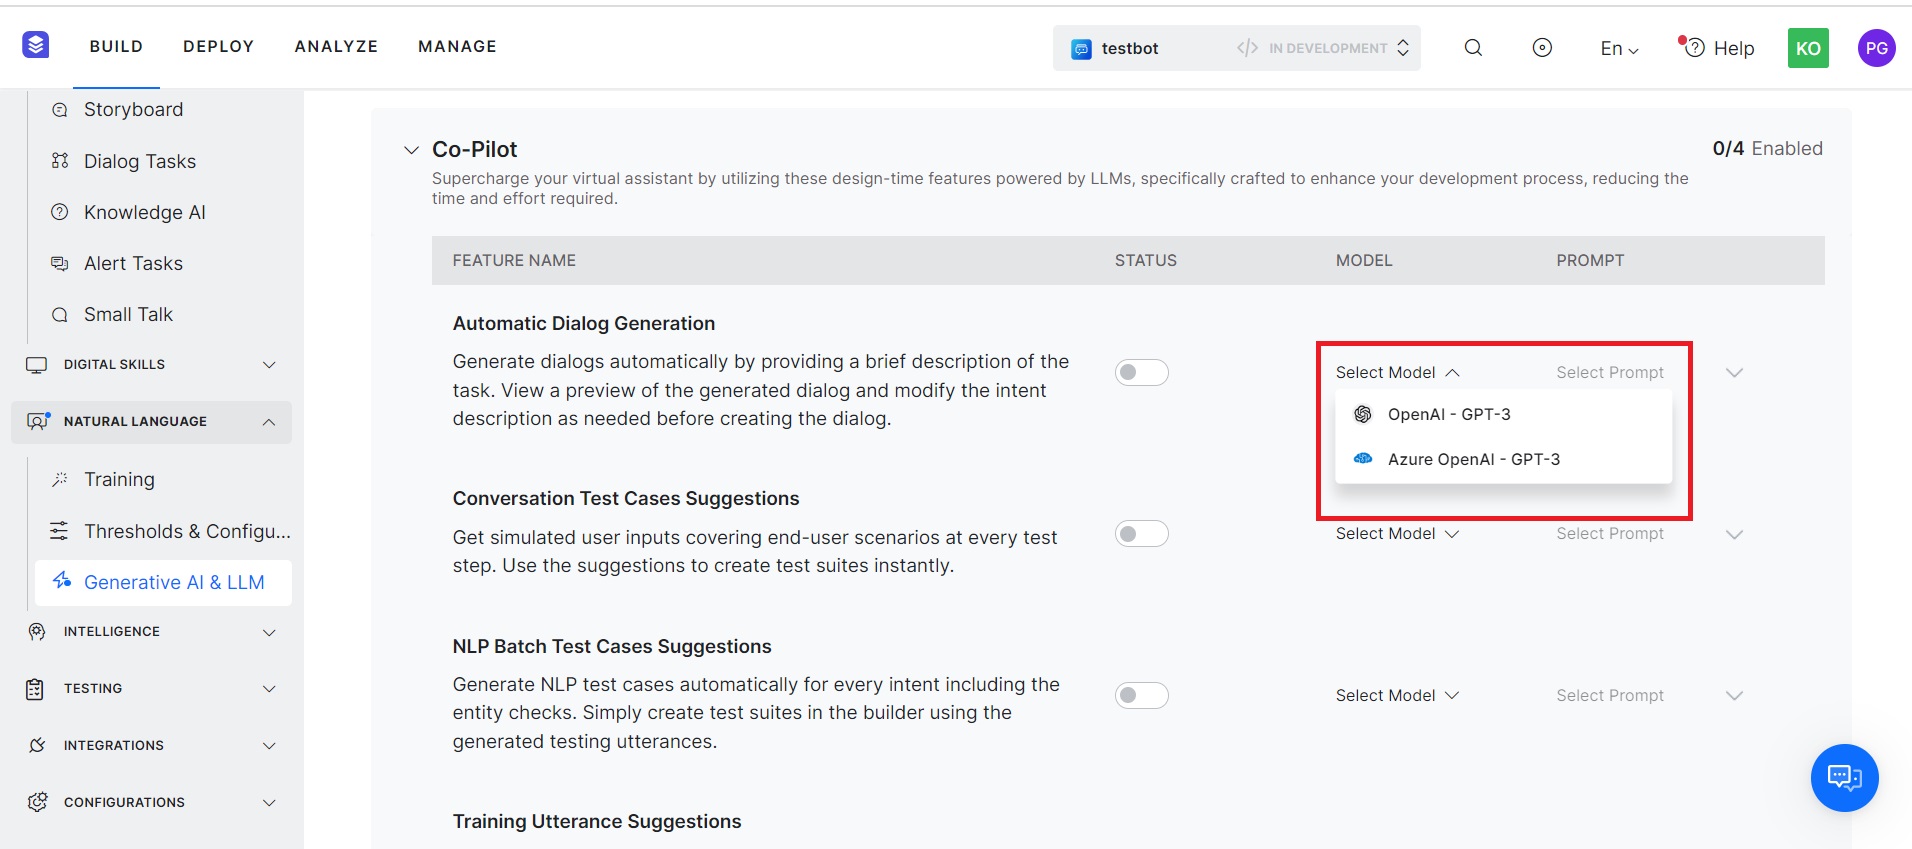 BUILD DEPLOY ANALYZE MANAGE testbot </> IN DEVELOPMENT En Help KO PG
Storyboard
Dialog Tasks
Knowledge AI
Alert Tasks
Small Talk
DIGITAL SKILLS
NATURAL LANGUAGE
Training
Thresholds & Configu...
Generative AI & LLM
INTELLIGENCE
TESTING
INTEGRATIONS
CONFIGURATIONS
Co-Pilot 0/4 Enabled
Supercharge your virtual assistant by utilizing these design-time features powered by LLMs, specifically crafted to enhance your development process, reducing the
time and effort required.
FEATURE NAME STATUS MODEL PROMPT
Automatic Dialog Generation
Generate dialogs automatically by providing a brief description of the
task. View a preview of the generated dialog and modify the intent
description as needed before creating the dialog.
Select Model Select Prompt
OpenAI - GPT-3
Azure OpenAI - GPT-3
Conversation Test Cases Suggestions
Get simulated user inputs covering end-user scenarios at every test
step. Use the suggestions to create test suites instantly.
Select Model Select Prompt
NLP Batch Test Cases Suggestions
Generate NLP test cases automatically for every intent including the
entity checks. Simply create test suites in the builder using the
generated testing utterances.
Select Model Select Prompt
Training Utterance Suggestions